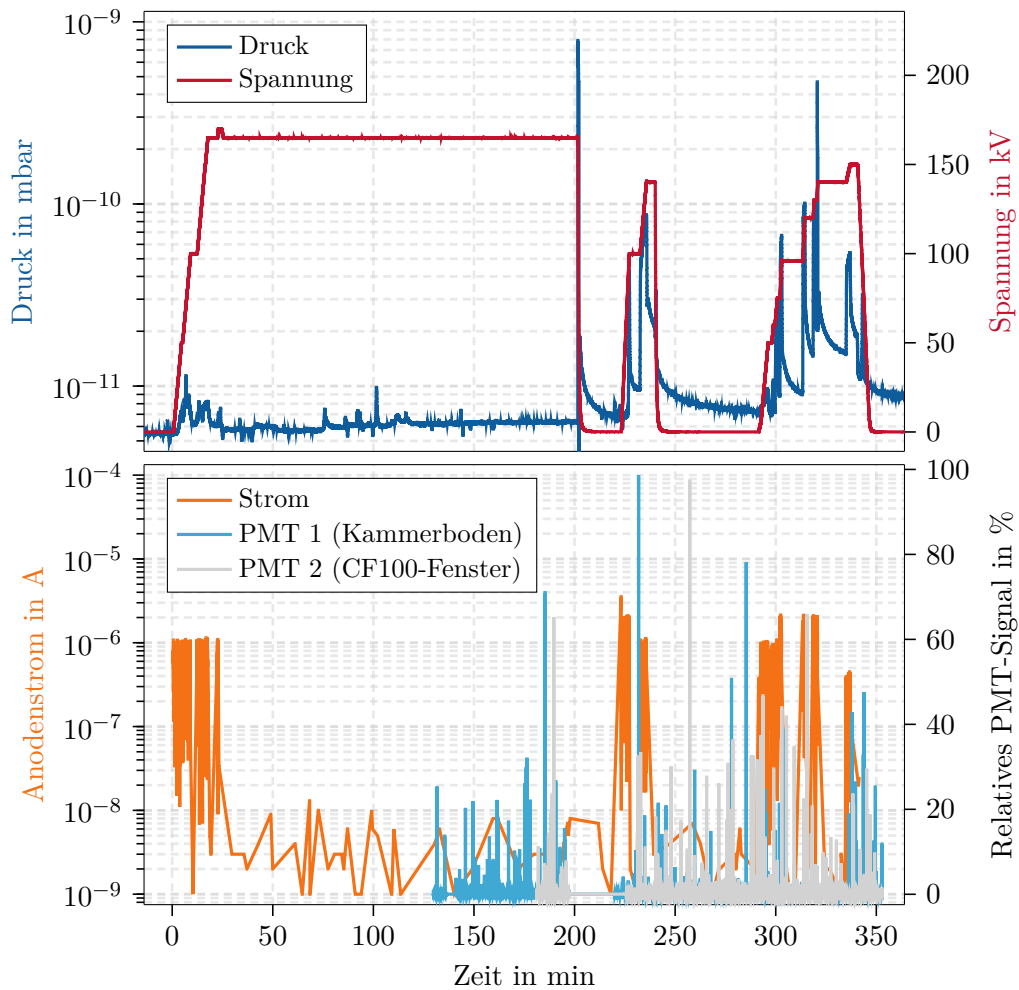 Druck
Spannung
10⁻⁹
10⁻¹⁰
10⁻¹¹
Druck in mbar
200
150
100
50
0
Spannung in kV
Strom
PMT 1 (Kammerboden)
PMT 2 (CF100-Fenster)
10⁻⁴
10⁻⁵
10⁻⁶
10⁻⁷
10⁻⁸
10⁻⁹
Anodenstrom in A
100
80
60
40
20
0
Relatives PMT-Signal in %
0 50 100 150 200 250 300 350
Zeit in min